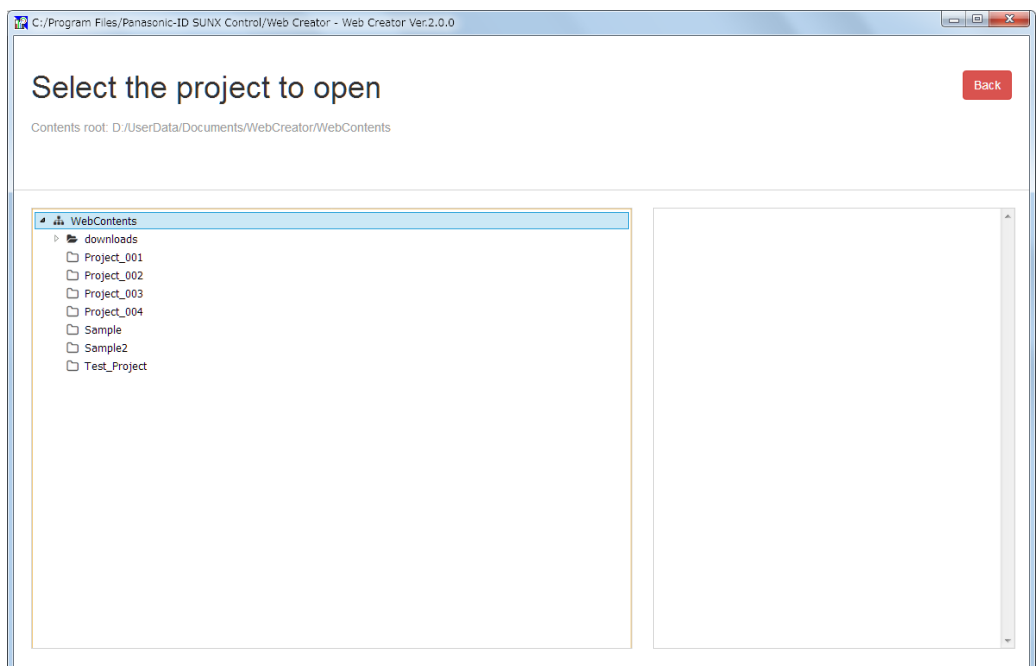 C:/Program Files/Panasonic-ID SUNX Control/Web Creator - Web Creator Ver.2.0.0
Select the project to open
Back
Contents root: D:/UserData/Documents/WebCreator/WebContents
WebContents
downloads
Project_001
Project_002
Project_003
Project_004
Sample
Sample2
Test_Project